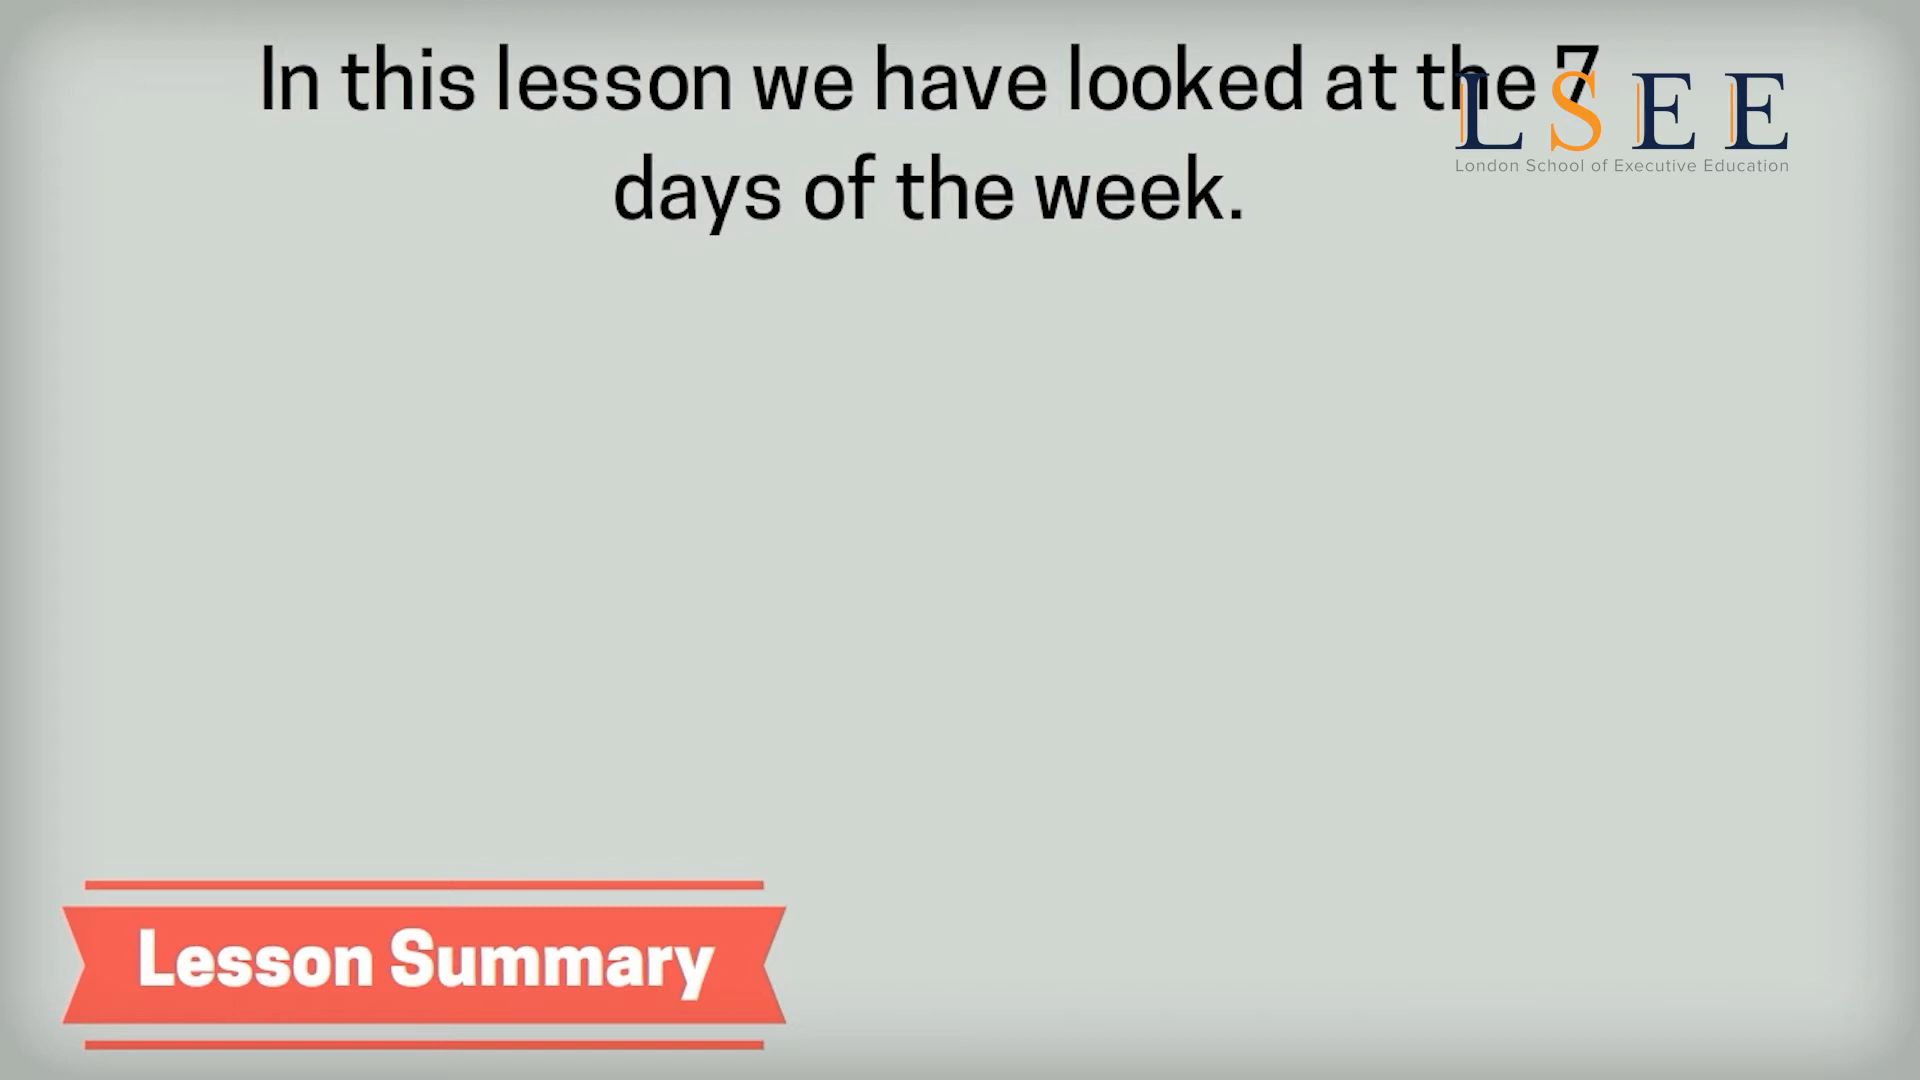 In this lesson we have looked at the 7
days of the week.
LSEE
London School of Executive Education
Lesson Summary